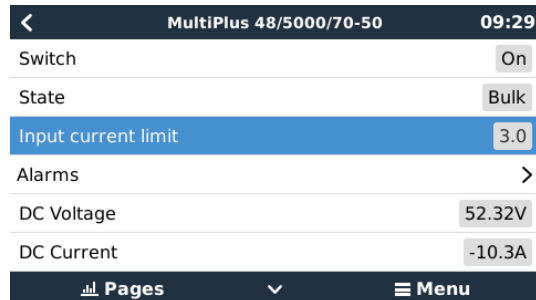 MultiPlus 48/5000/70-50 09:29
Switch On
State Bulk
Input current limit 3.0
Alarms
DC Voltage 52.32V
DC Current -10.3A
Pages Menu